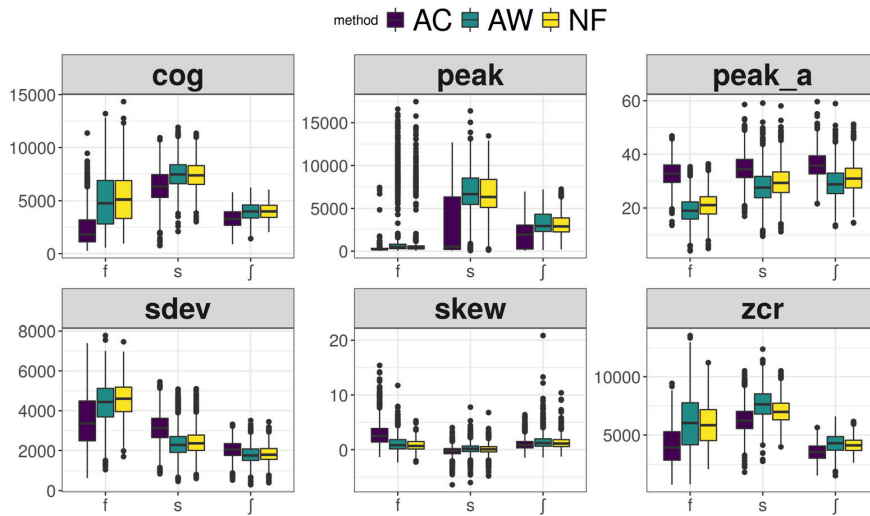 method AC AW NF
cog peak peak_a
15000
10000
5000
0
f s ʃ
15000
10000
5000
0
f s ʃ
60
40
20
f s ʃ
sdev skew zcr
8000
6000
4000
2000
0
f s ʃ
20
10
0
f s ʃ
10000
5000
f s ʃ